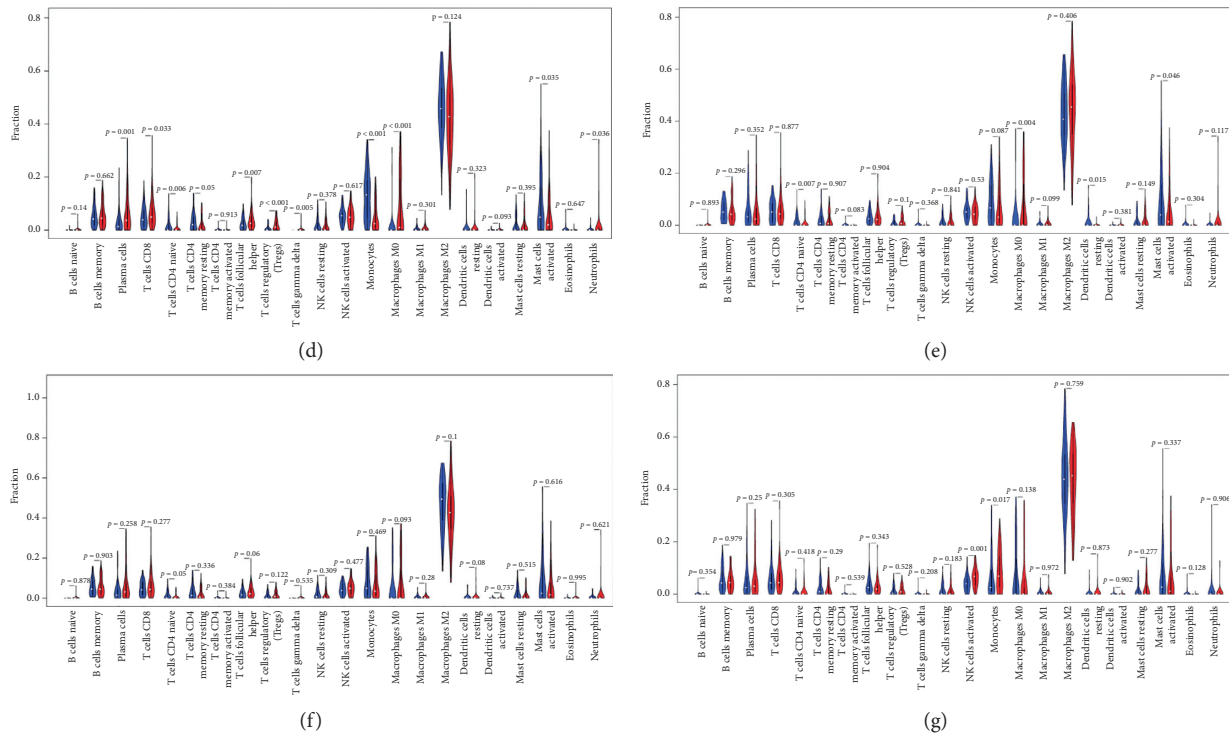 0.8
0.6
0.4
0.2
0.0
Fraction
p = 0.14
p = 0.662
p = 0.001
p = 0.033
p = 0.006
p = 0.05
p = 0.913
p = 0.007
p < 0.001
p = 0.005
p = 0.378
p = 0.617
p < 0.001
p < 0.001
p = 0.301
p = 0.124
p = 0.323
p = 0.093
p = 0.395
p = 0.035
p = 0.647
p = 0.036
B cells naive
B cells memory
Plasma cells
T cells CD8
T cells CD4 naive
T cells CD4
memory resting
T cells CD4
memory activated
T cells follicular
helper
T cells regulatory
(Tregs)
T cells gamma delta
NK cells resting
NK cells activated
Monocytes
Macrophages M0
Macrophages M1
Macrophages M2
Dendritic cells
resting
Dendritic cells
activated
Mast cells resting
Mast cells
activated
Eosinophils
Neutrophils
(d)
0.8
0.6
0.4
0.2
0.0
Fraction
p = 0.893
p = 0.296
p = 0.352
p = 0.877
p = 0.007
p = 0.907
p = 0.083
p = 0.904
p = 0.1
p = 0.368
p = 0.841
p = 0.53
p = 0.087
p = 0.004
p = 0.099
p = 0.406
p = 0.015
p = 0.381
p = 0.149
p = 0.046
p = 0.304
p = 0.117
B cells naive
B cells memory
Plasma cells
T cells CD8
T cells CD4 naive
T cells CD4
memory resting
T cells CD4
memory activated
T cells follicular
helper
T cells regulatory
(Tregs)
T cells gamma delta
NK cells resting
NK cells activated
Monocytes
Macrophages M0
Macrophages M1
Macrophages M2
Dendritic cells
resting
Dendritic cells
activated
Mast cells resting
Mast cells
activated
Eosinophils
Neutrophils
(e)
1.0
0.8
0.6
0.4
0.2
0.0
Fraction
p = 0.878
p = 0.903
p = 0.258
p = 0.277
p = 0.05
p = 0.336
p = 0.384
p = 0.06
p = 0.122
p = 0.535
p = 0.309
p = 0.477
p = 0.469
p = 0.093
p = 0.28
p = 0.1
p = 0.08
p = 0.737
p = 0.515
p = 0.616
p = 0.995
p = 0.621
B cells naive
B cells memory
Plasma cells
T cells CD8
T cells CD4 naive
T cells CD4
memory resting
T cells CD4
memory activated
T cells follicular
helper
T cells regulatory
(Tregs)
T cells gamma delta
NK cells resting
NK cells activated
Monocytes
Macrophages M0
Macrophages M1
Macrophages M2
Dendritic cells
resting
Dendritic cells
activated
Mast cells resting
Mast cells
activated
Eosinophils
Neutrophils
(f)
0.8
0.6
0.4
0.2
0.0
Fraction
p = 0.354
p = 0.979
p = 0.25
p = 0.305
p = 0.418
p = 0.29
p = 0.539
p = 0.343
p = 0.528
p = 0.208
p = 0.183
p = 0.001
p = 0.017
p = 0.138
p = 0.972
p = 0.759
p = 0.873
p = 0.902
p = 0.277
p = 0.337
p = 0.128
p = 0.906
B cells naive
B cells memory
Plasma cells
T cells CD8
T cells CD4 naive
T cells CD4
memory resting
T cells CD4
memory activated
T cells follicular
helper
T cells regulatory
(Tregs)
T cells gamma delta
NK cells resting
NK cells activated
Monocytes
Macrophages M0
Macrophages M1
Macrophages M2
Dendritic cells
resting
Dendritic cells
activated
Mast cells resting
Mast cells
activated
Eosinophils
Neutrophils
(g)